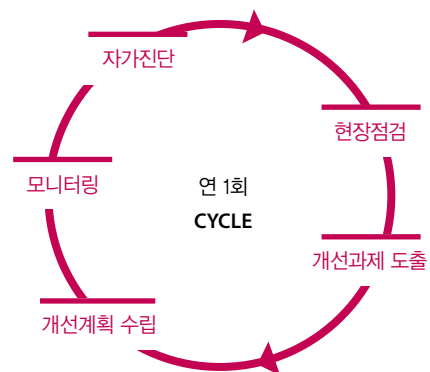 자가진단
현장점검
모니터링
연 1회
CYCLE
개선과제 도출
개선계획 수립